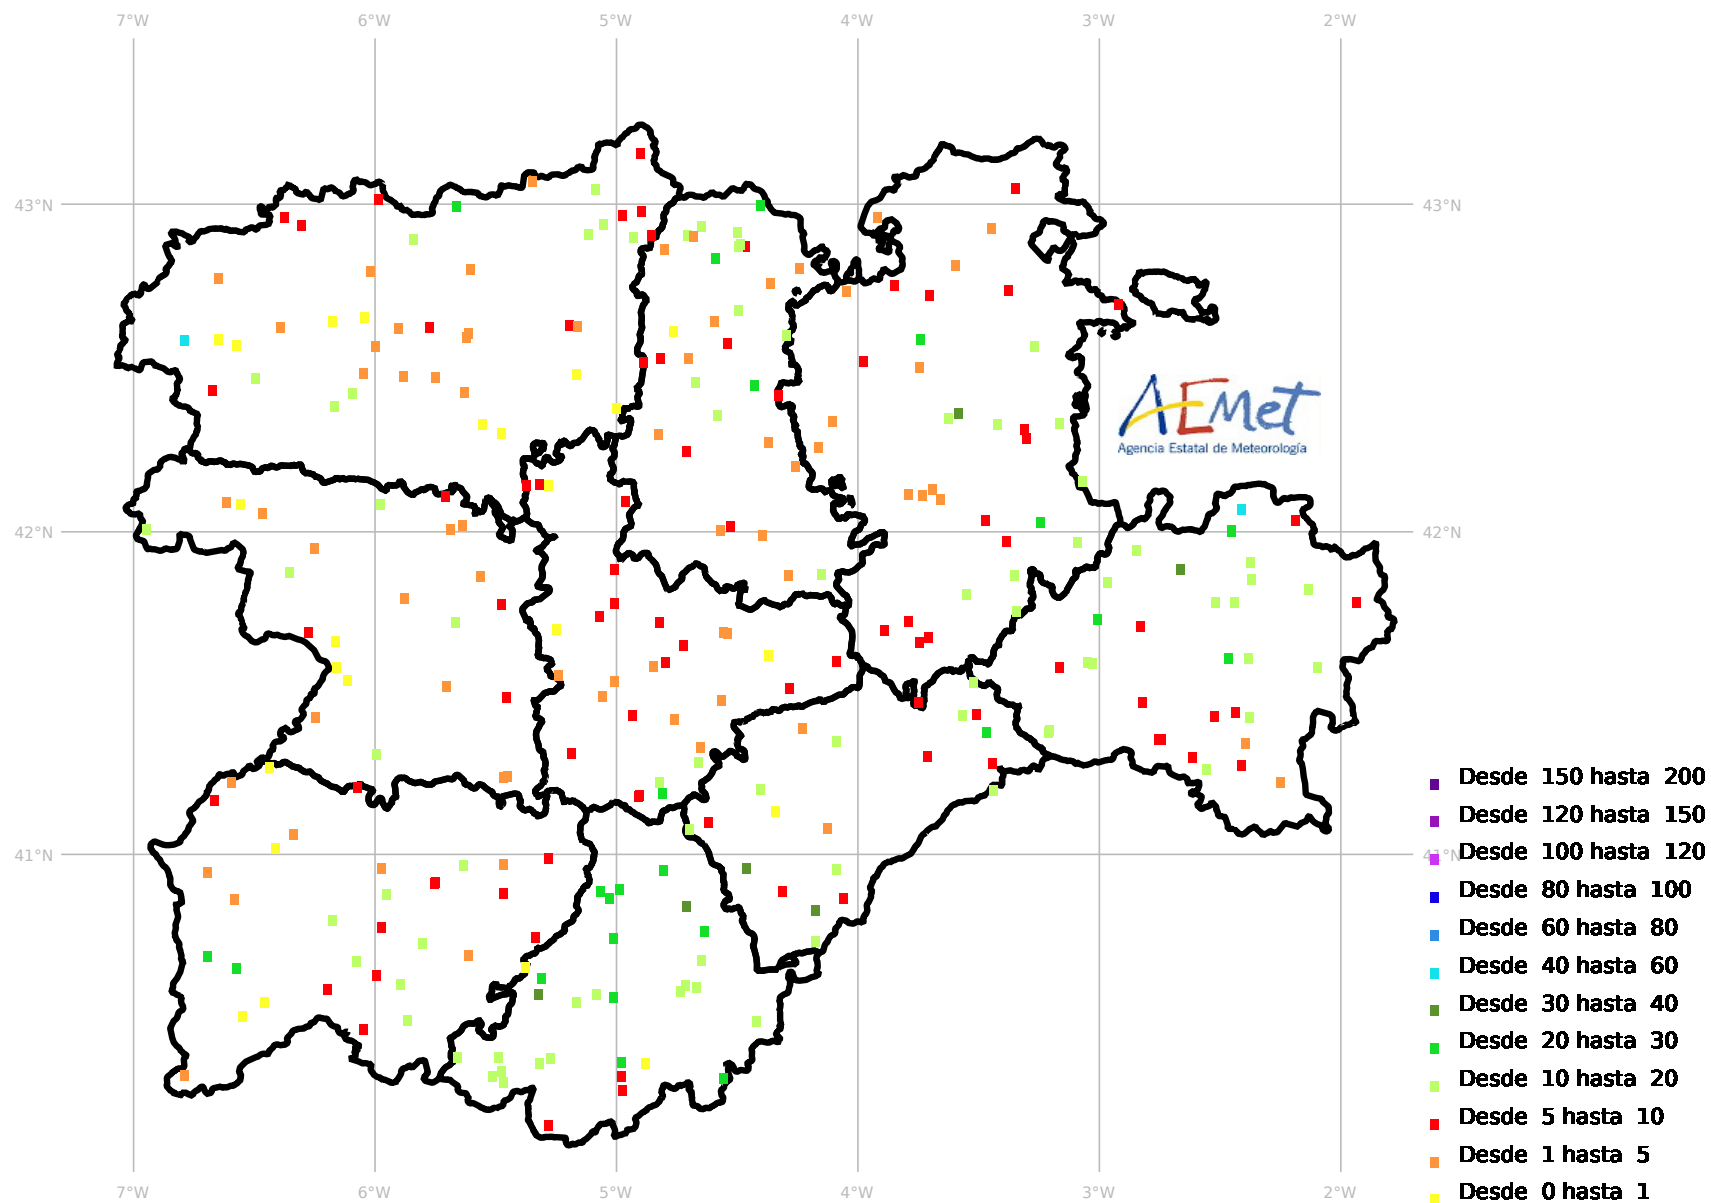 7°W 6°W 5°W 4°W 3°W 2°W
43°N 43°N
AEMet
Agencia Estatal de Meteorología
42°N 42°N
Desde 150 hasta 200
Desde 120 hasta 150
41°N 41°N
Desde 100 hasta 120
Desde 80 hasta 100
Desde 60 hasta 80
Desde 40 hasta 60
Desde 30 hasta 40
Desde 20 hasta 30
Desde 10 hasta 20
Desde 5 hasta 10
Desde 1 hasta 5
Desde 0 hasta 1
7°W 6°W 5°W 4°W 3°W 2°W